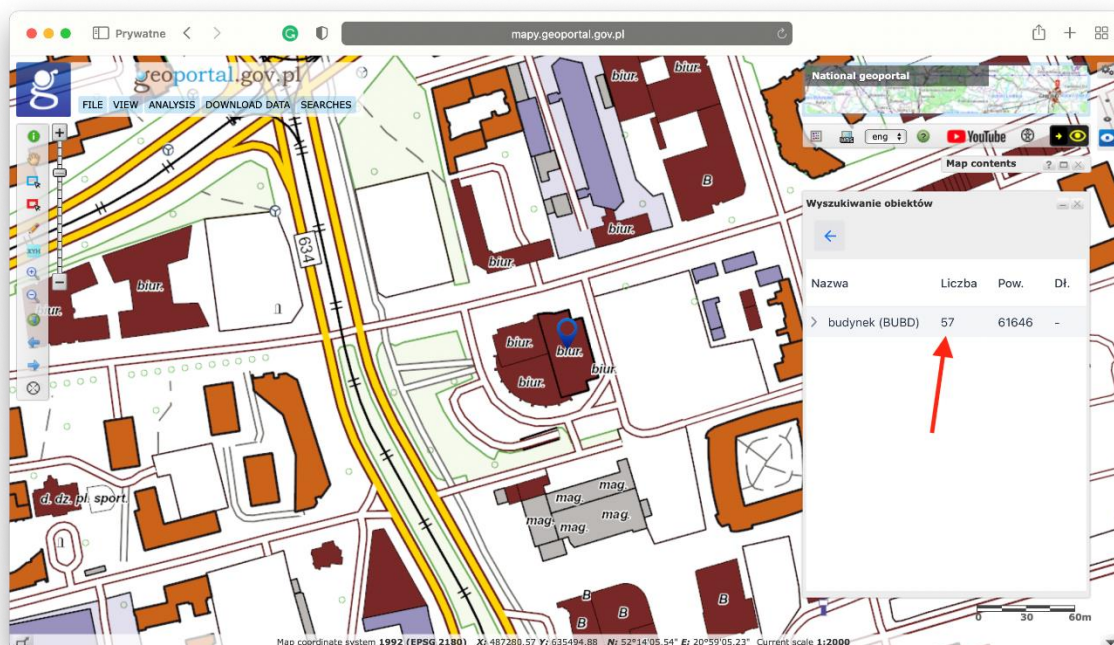 Prywatne
mapy.geoportal.gov.pl
geoportal.gov.pl
FILE VIEW ANALYSIS DOWNLOAD DATA SEARCHES
National geoportal
eng
YouTube
Map contents
Wyszukiwanie obiektów
Nazwa Liczba Pow. Dł.
budynek (BUBD) 57 61646 -
XYH
biur.
biur.
B
biur.
634
biur.
biur.
biur.
biur.
biur.
biur.
biur.
d. dz. pl. sport.
mag.
mag.
mag.
mag.
mag.
B
B
B
B
0 30 60m
Map coordinate system 1992 (EPSG 2180) X: 487280.57 Y: 635494.88 N: 52°14'05.54" E: 20°59'05.23" Current scale 1:2000